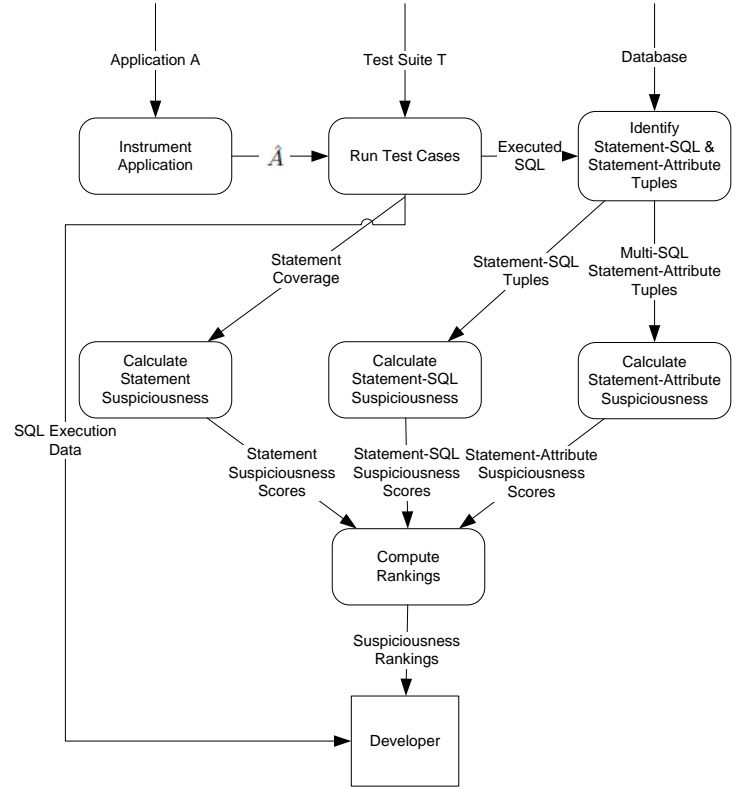 Application A
Test Suite T
Database
Instrument
Application
Â
Run Test Cases
Executed
SQL
Identify
Statement-SQL &
Statement-Attribute
Tuples
Statement
Coverage
Statement-SQL
Tuples
Multi-SQL
Statement-Attribute
Tuples
Calculate
Statement
Suspiciousness
Calculate
Statement-SQL
Suspiciousness
Calculate
Statement-Attribute
Suspiciousness
SQL Execution
Data
Statement
Suspiciousness
Scores
Statement-SQL
Suspiciousness
Scores
Statement-Attribute
Suspiciousness
Scores
Compute
Rankings
Suspiciousness
Rankings
Developer